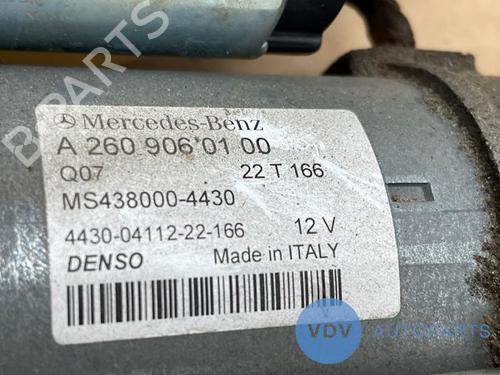 Mercedes-Benz
A 260 906 01 00
Q07 22 T 166
MS438000-4430
4430-04112-22-166 12 V
DENSO Made in ITALY
VDV AUTOPARTS